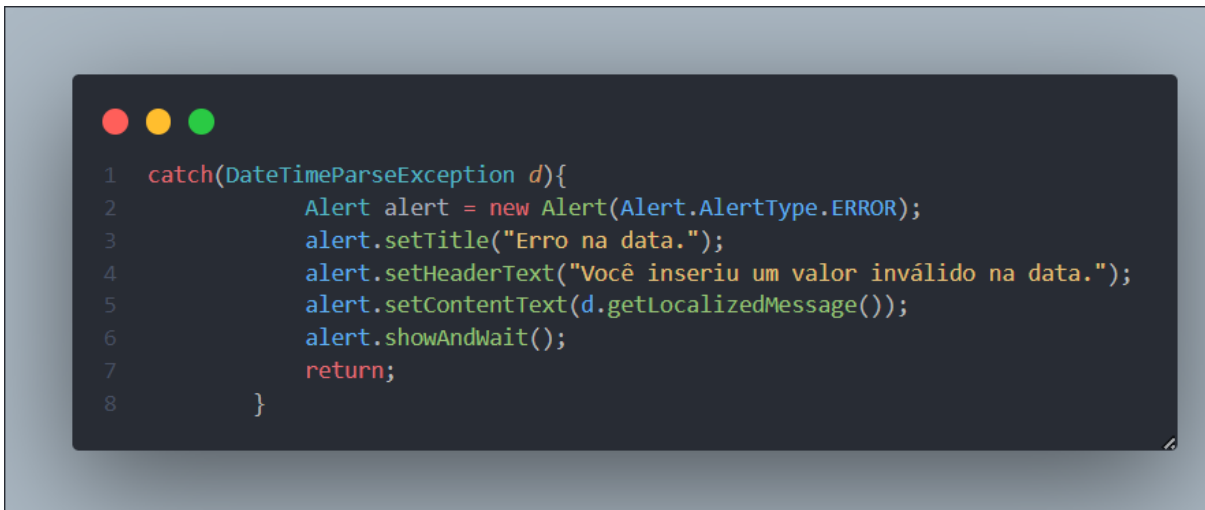 1 catch(DateTimeParseException d){
2 Alert alert = new Alert(Alert.AlertType.ERROR);
3 alert.setTitle("Erro na data.");
4 alert.setHeaderText("Você inseriu um valor inválido na data.");
5 alert.setContentText(d.getLocalizedMessage());
6 alert.showAndWait();
7 return;
8 }